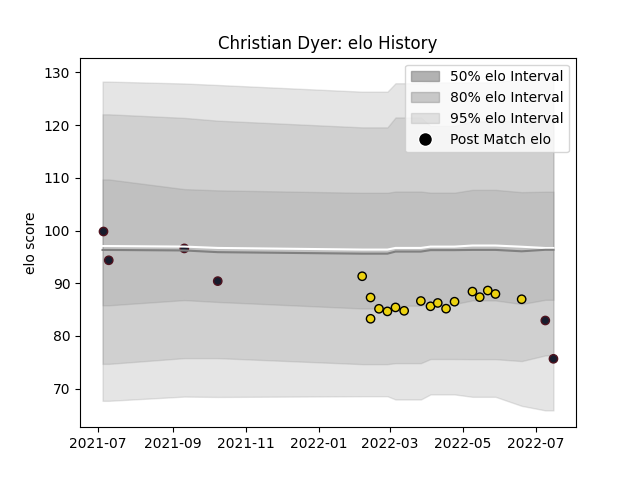 Christian Dyer: elo History
130
120
110
100
90
80
70
elo score
50% elo Interval
80% elo Interval
95% elo Interval
Post Match elo
2021-07
2021-09
2021-11
2022-01
2022-03
2022-05
2022-07